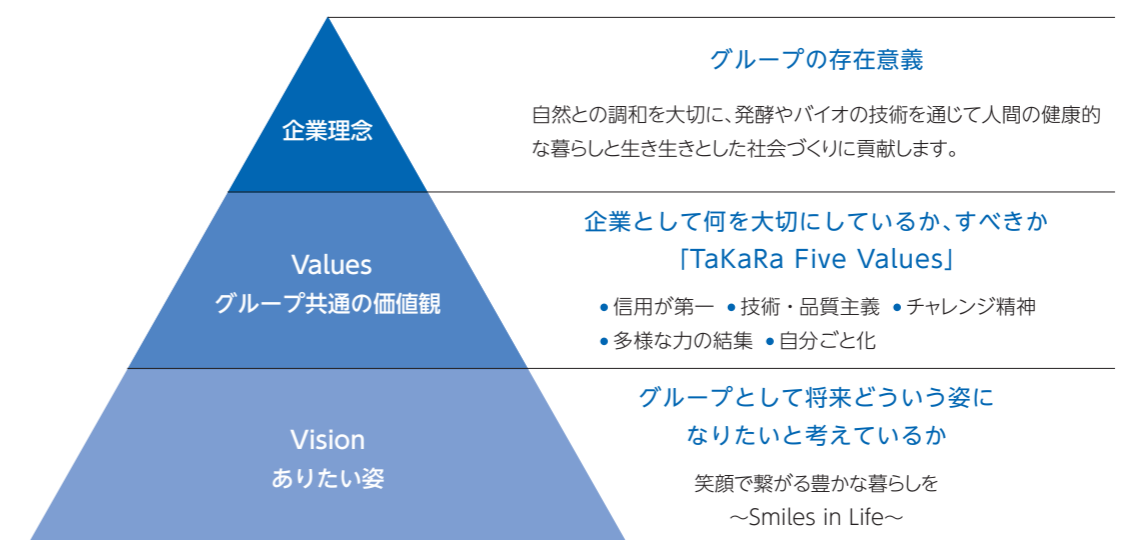 企業理念
グループの存在意義
自然との調和を大切に、発酵やバイオの技術を通じて人間の健康的
な暮らしと生き生きとした社会づくりに貢献します。
Values
グループ共通の価値観
企業として何を大切にしているか、すべきか
「TaKaRa Five Values」
●信用が第一 ●技術・品質主義 ●チャレンジ精神
●多様な力の結集 ●自分ごと化
Vision
ありたい姿
グループとして将来どういう姿に
なりたいと考えているか
笑顔で繋がる豊かな暮らしを
～Smiles in Life～